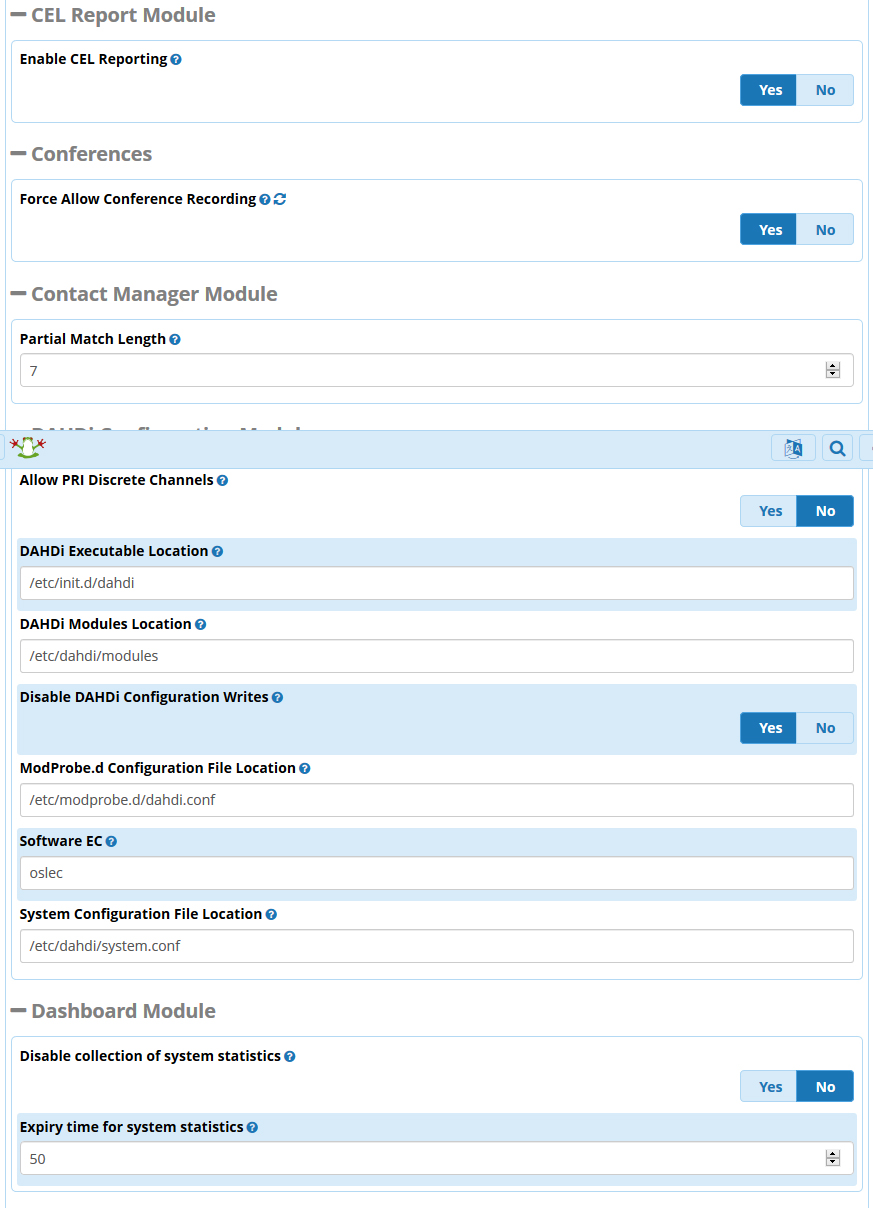 CEL Report Module
Enable CEL Reporting
Yes No
Conferences
Force Allow Conference Recording
Yes No
Contact Manager Module
Partial Match Length
7
Allow PRI Discrete Channels
Yes No
DAHDi Executable Location
/etc/init.d/dahdi
DAHDi Modules Location
/etc/dahdi/modules
Disable DAHDi Configuration Writes
Yes No
ModProbe.d Configuration File Location
/etc/modprobe.d/dahdi.conf
Software EC
oslec
System Configuration File Location
/etc/dahdi/system.conf
Dashboard Module
Disable collection of system statistics
Yes No
Expiry time for system statistics
50